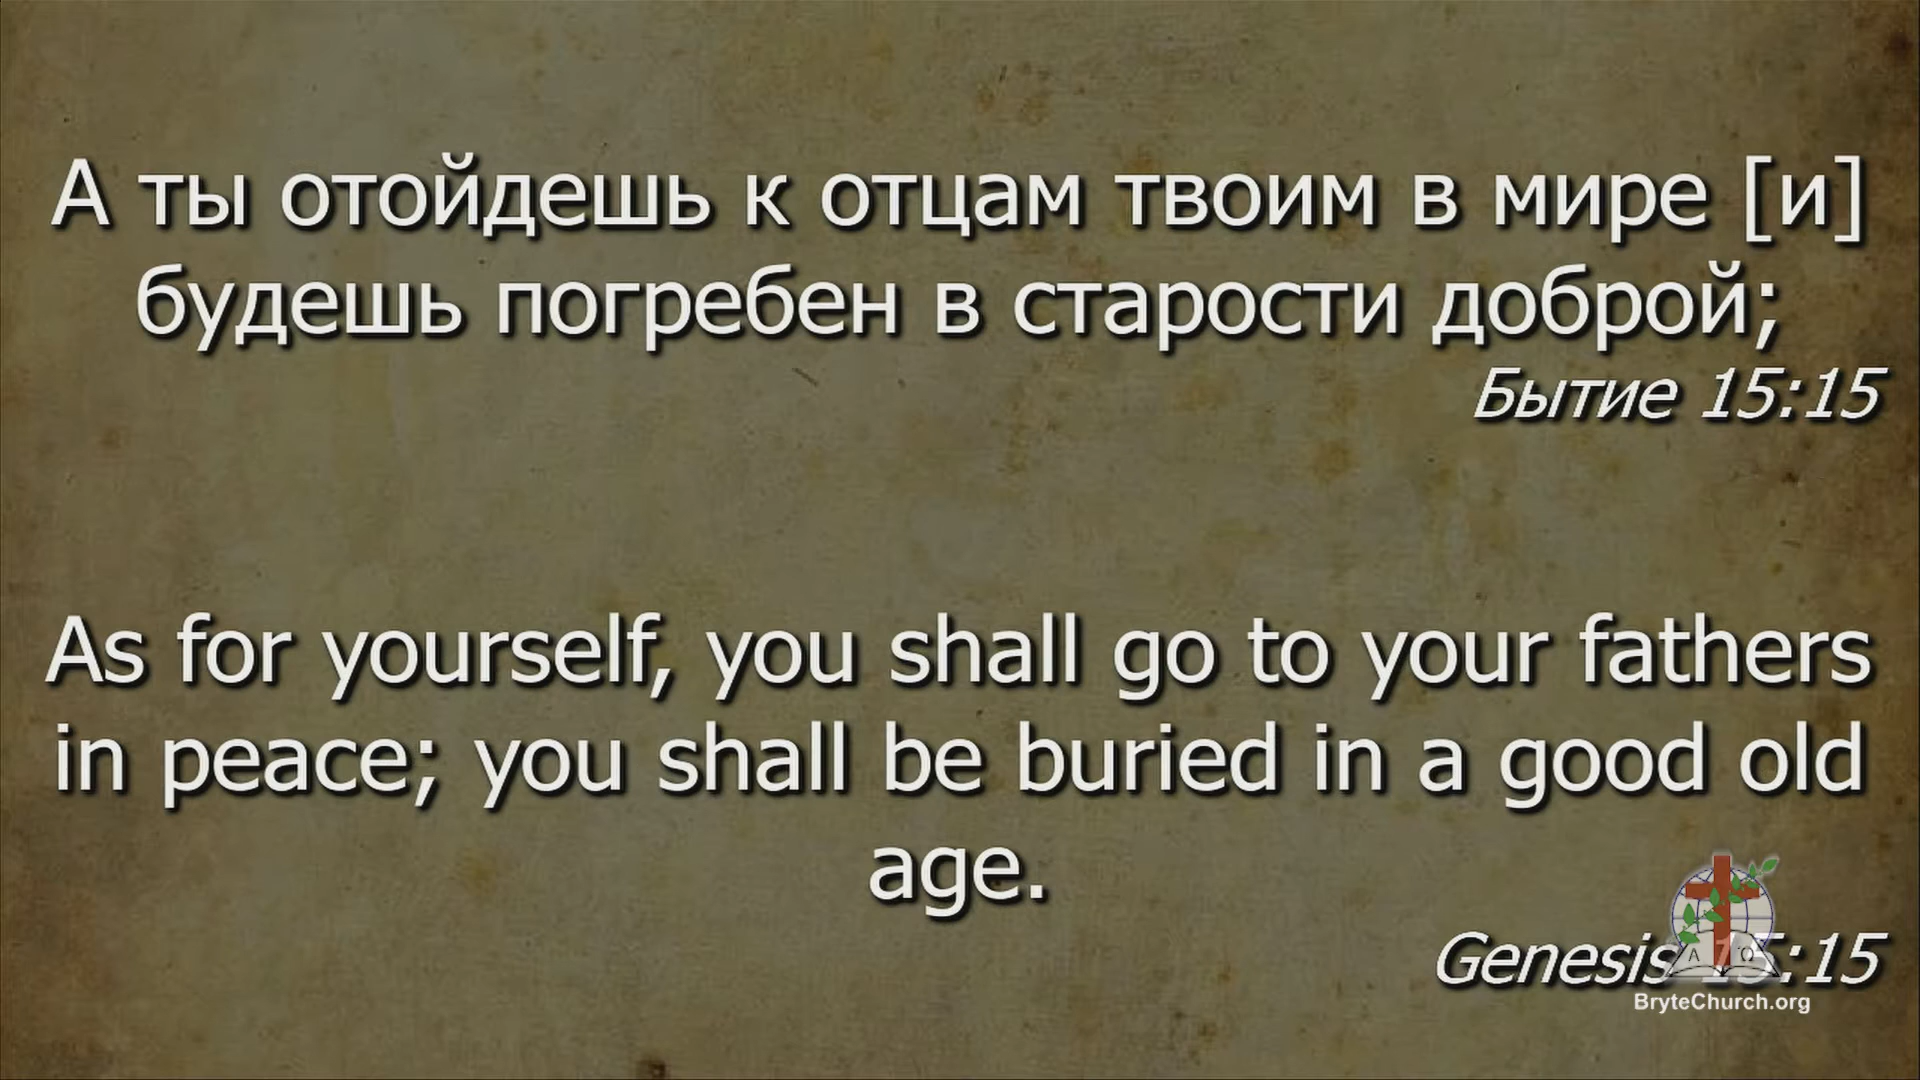 А ты отойдешь к отцам твоим в мире [и]
будешь погребен в старости доброй;
Бытие 15:15
As for yourself, you shall go to your fathers
in peace; you shall be buried in a good old
age.
Genesis 15:15
Α Ω
BryteChurch.org